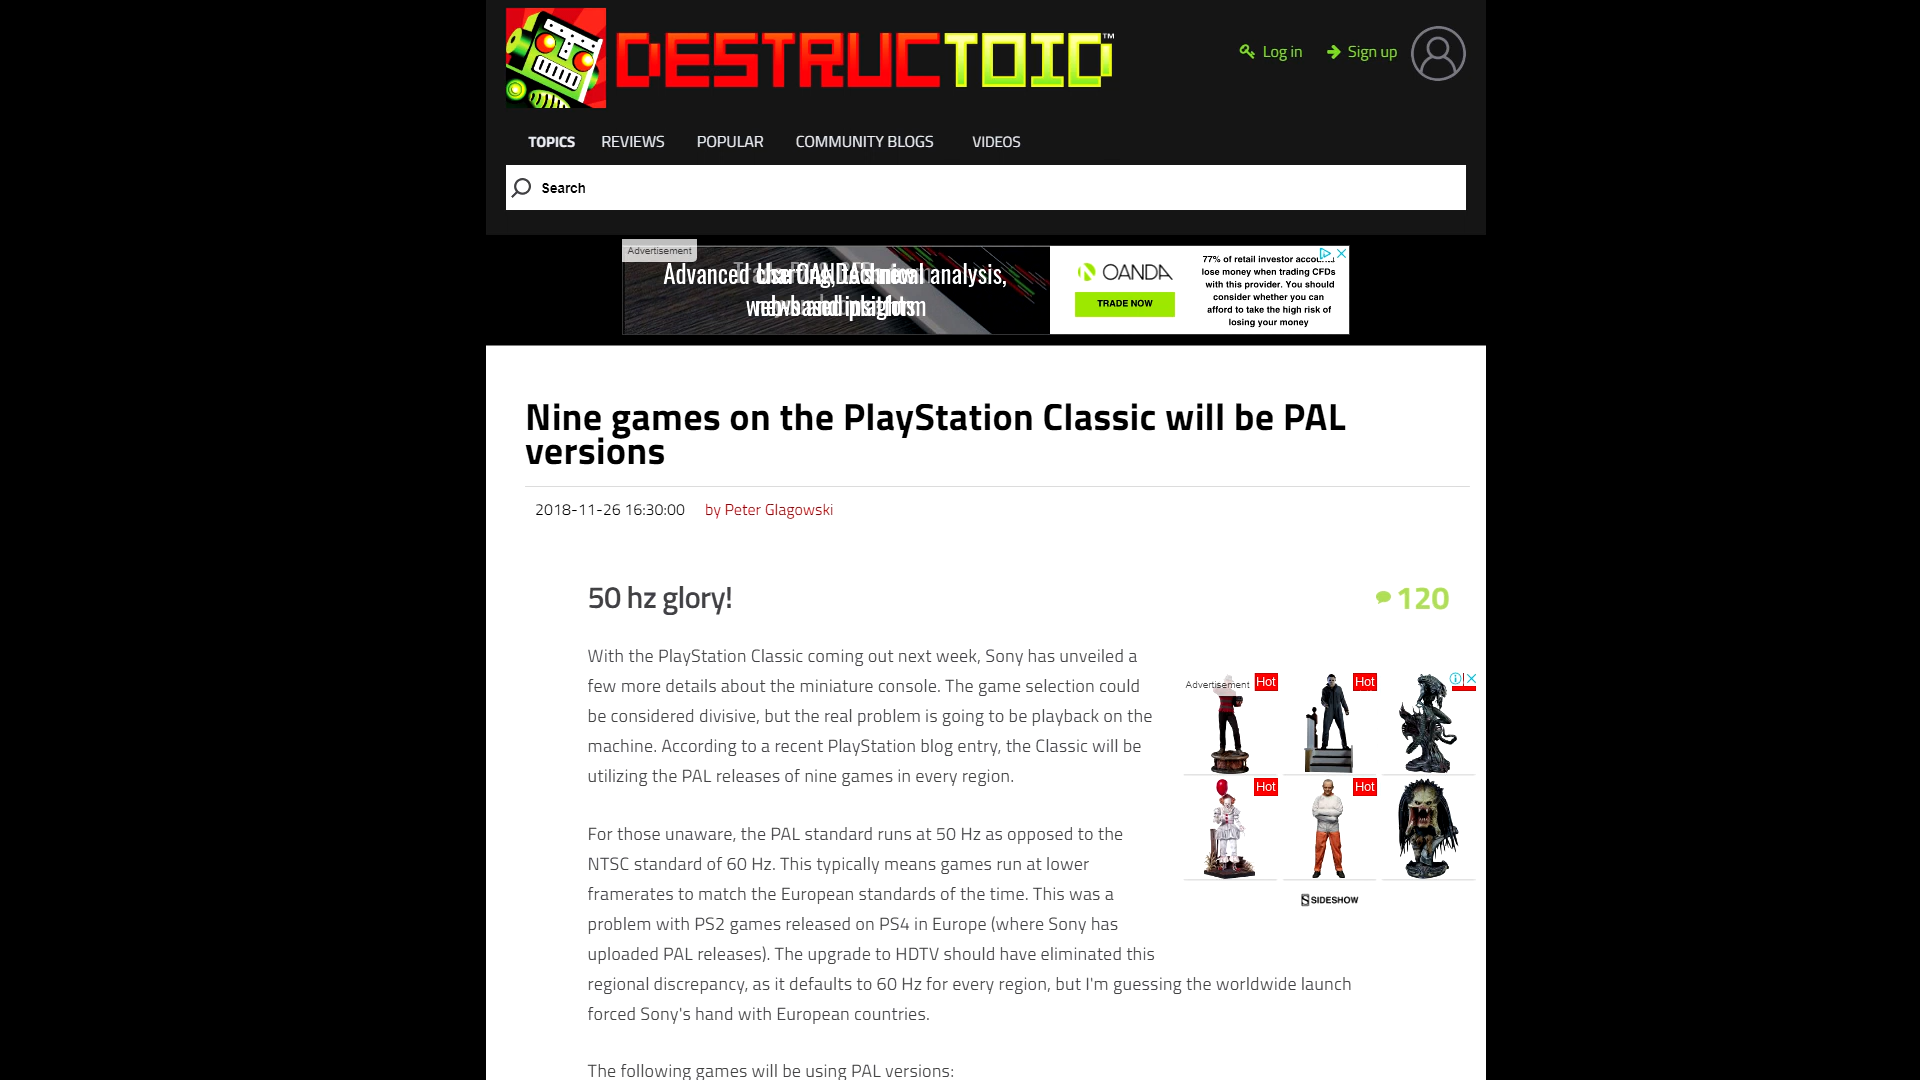 DESTRUCTOID™
Log in
Sign up
TOPICS
REVIEWS
POPULAR
COMMUNITY BLOGS
VIDEOS
Search
Advertisement
Advanced charting, technical analysis,
OANDA
TRADE NOW
77% of retail investor accounts
lose money when trading CFDs
with this provider. You should
consider whether you can
afford to take the high risk of
losing your money
Nine games on the PlayStation Classic will be PAL
versions
2018-11-26 16:30:00
by Peter Glagowski
50 hz glory!
120
With the PlayStation Classic coming out next week, Sony has unveiled a
few more details about the miniature console. The game selection could
be considered divisive, but the real problem is going to be playback on the
machine. According to a recent PlayStation blog entry, the Classic will be
utilizing the PAL releases of nine games in every region.
Advertisement
Hot
Hot
Hot
Hot
SIDESHOW
For those unaware, the PAL standard runs at 50 Hz as opposed to the
NTSC standard of 60 Hz. This typically means games run at lower
framerates to match the European standards of the time. This was a
problem with PS2 games released on PS4 in Europe (where Sony has
uploaded PAL releases). The upgrade to HDTV should have eliminated this
regional discrepancy, as it defaults to 60 Hz for every region, but I'm guessing the worldwide launch
forced Sony's hand with European countries.
The following games will be using PAL versions: